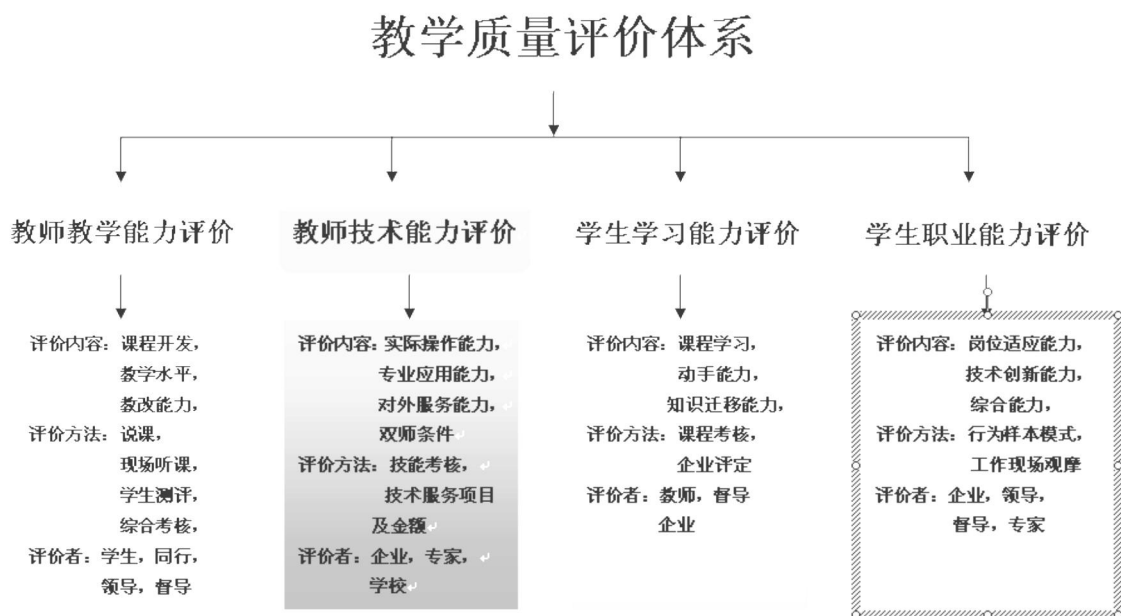 教学质量评价体系
教师教学能力评价
教师技术能力评价
学生学习能力评价
学生职业能力评价
评价内容：课程开发，
教学水平，
教改能力，
评价方法：说课，
现场听课，
学生测评，
综合考核，
评价者：学生，同行，
领导，督导
评价内容：实际操作能力，
专业应用能力，
对外服务能力，
双师条件
评价方法：技能考核，
技术服务项目
及金额
评价者：企业，专家，
学校
评价内容：课程学习，
动手能力，
知识迁移能力，
评价方法：课程考核，
企业评定
评价者：教师，督导
企业
评价内容：岗位适应能力，
技术创新能力，
综合能力，
评价方法：行为样本模式，
工作现场观摩
评价者：企业，领导，
督导，专家